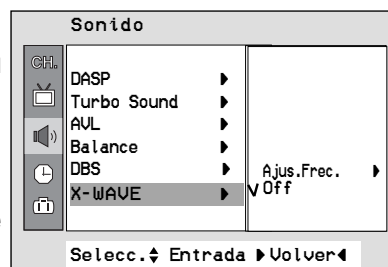 Sonido
CH.
DASP
Turbo Sound
AVL
Balance
DBS
X-WAVE
Ajus.Frec.
Off
Selecc. Entrada Volver